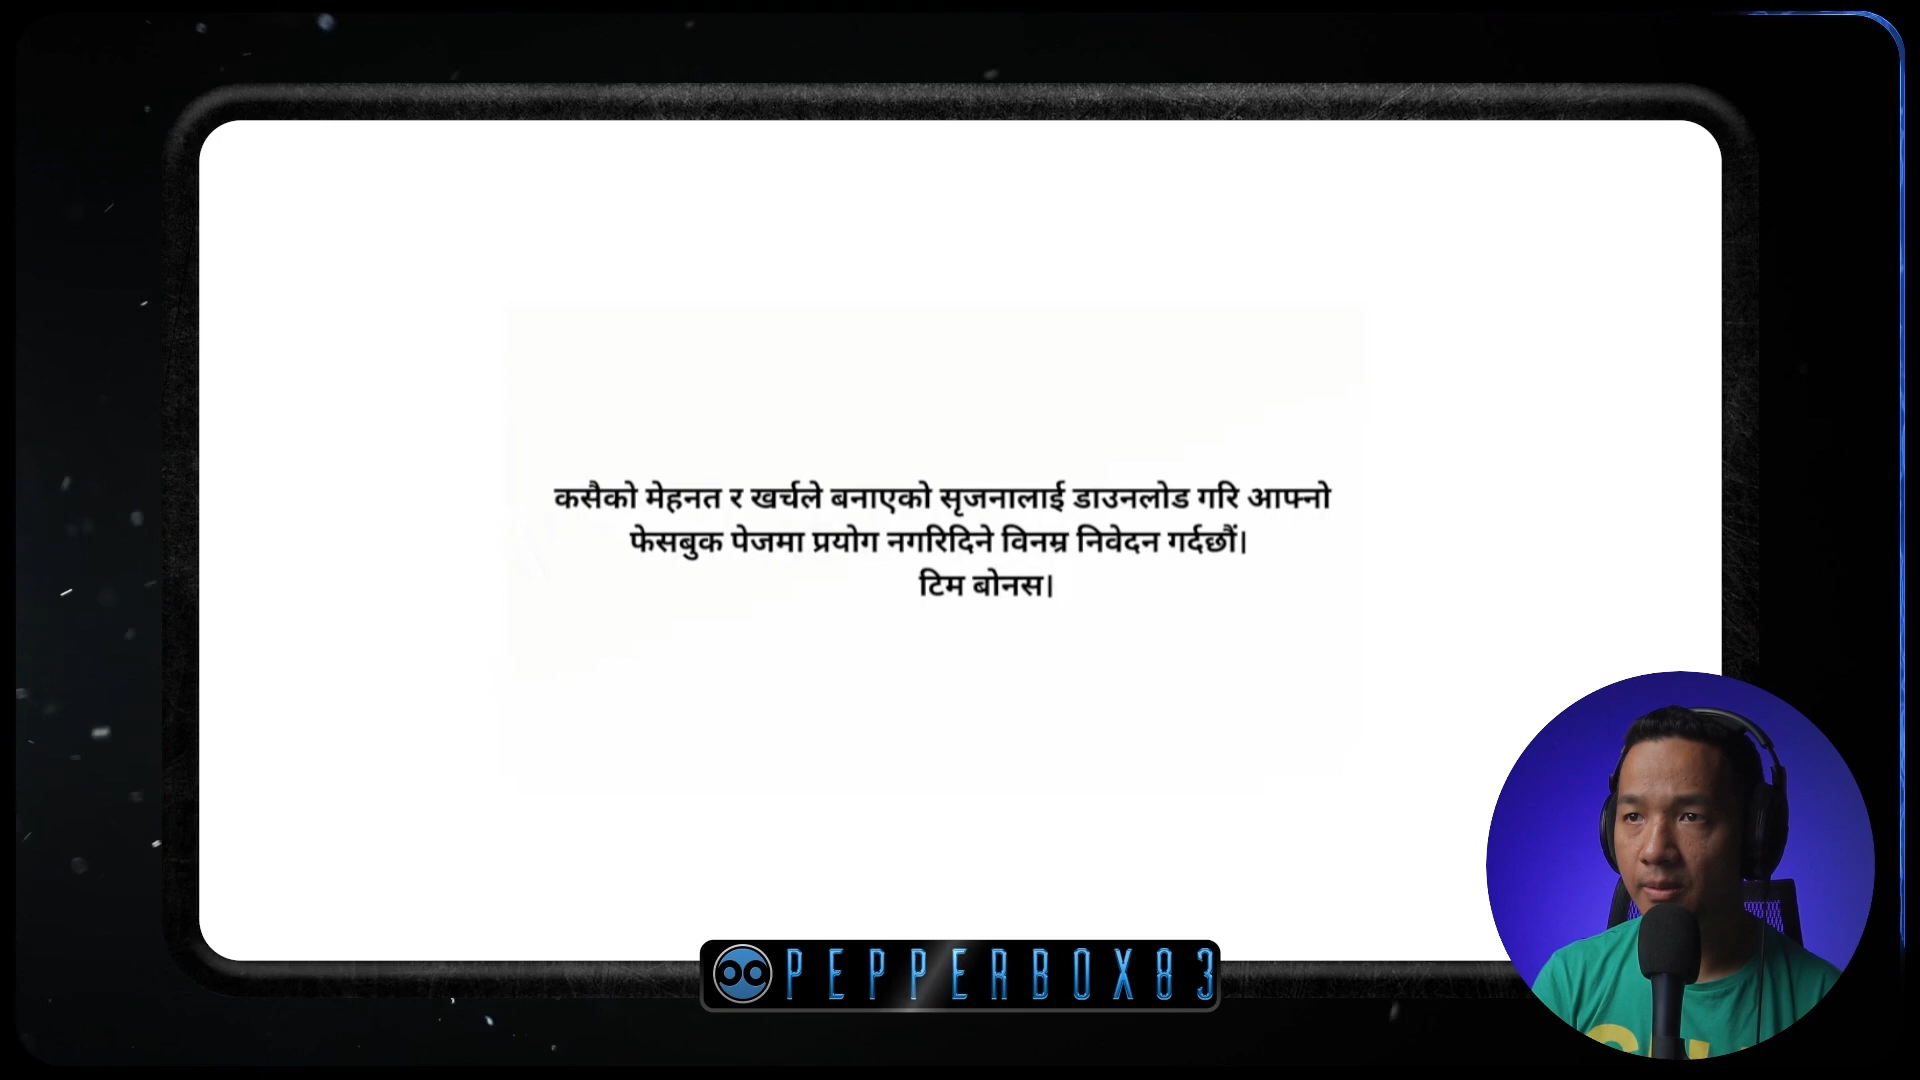 कसैको मेहनत र खर्चले बनाएको सृजनालाई डाउनलोड गरि आफ्नो
फेसबुक पेजमा प्रयोग नगरिदिने विनम्र निवेदन गर्दछौं।
टिम बोनस।
PEPPERBOX83